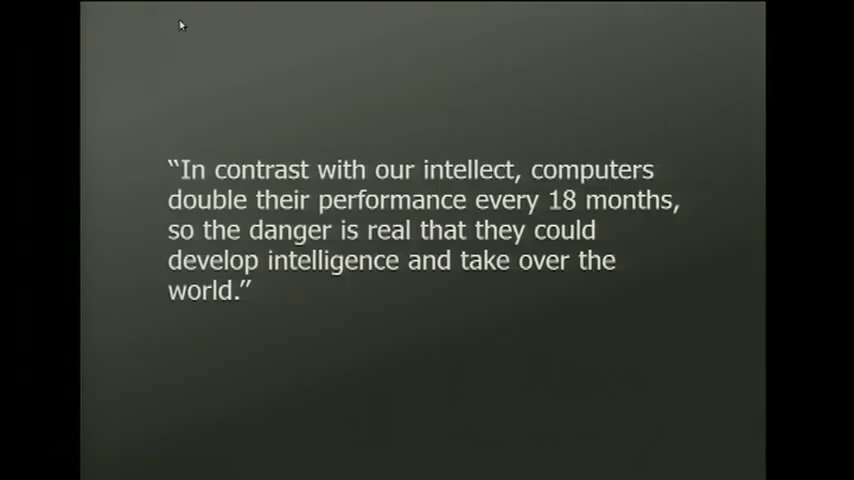 “In contrast with our intellect, computers
double their performance every 18 months,
so the danger is real that they could
develop intelligence and take over the
world.”